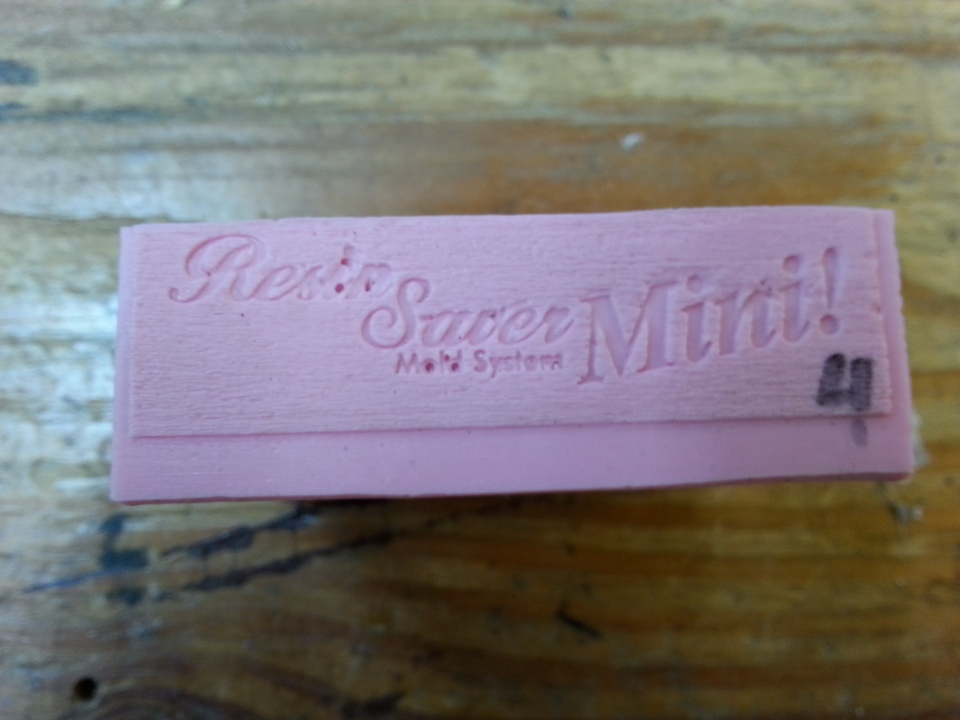 Resin
Saver Mini!
Mold System
4